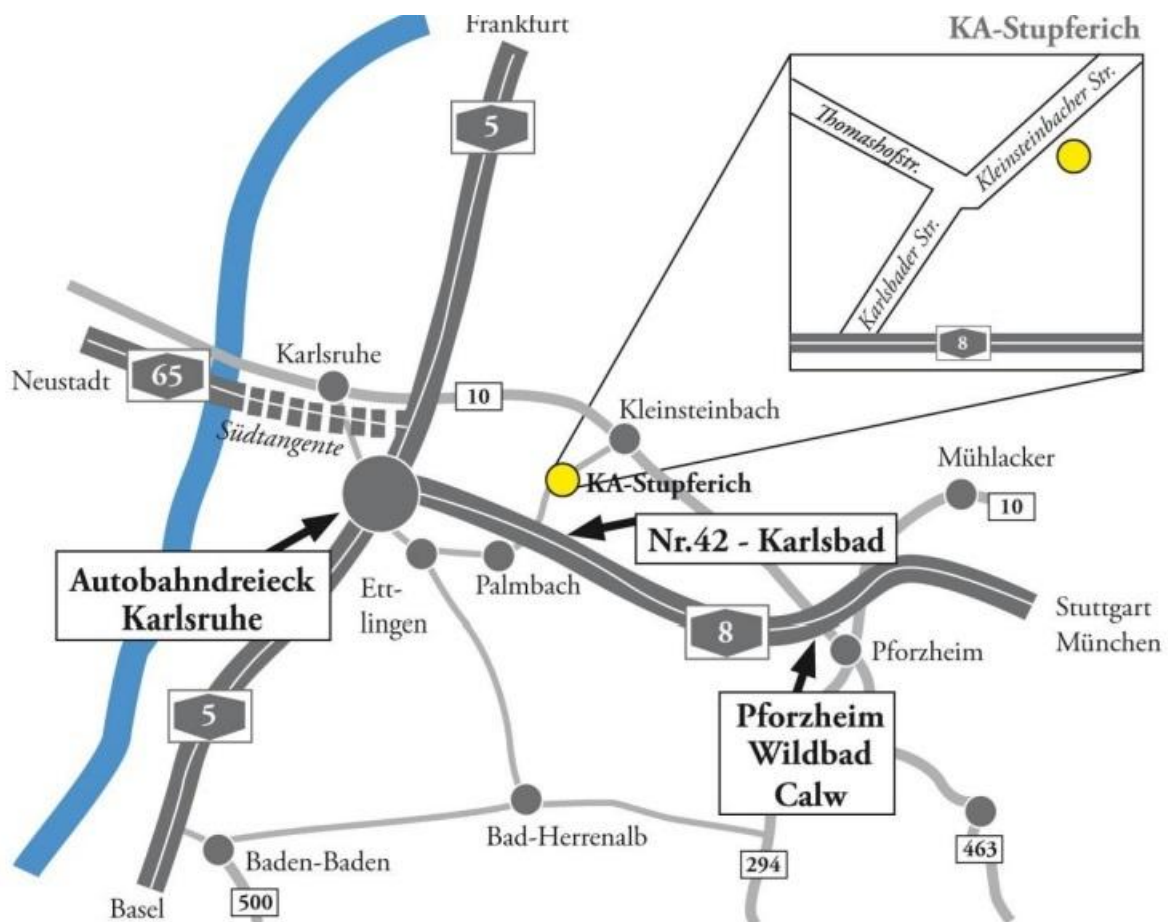 Frankfurt
KA-Stupferich
5
Thomashofstr.
Kleinsteinbacher Str.
Karlsbader Str.
8
Karlsruhe
Neustadt
65
10
Südtangente
Kleinsteinbach
KA-Stupferich
Mühlacker
10
Nr.42 - Karlsbad
Autobahndreieck
Karlsruhe
Ett-
lingen
Palmbach
8
Stuttgart
München
Pforzheim
5
Pforzheim
Wildbad
Calw
Bad-Herrenalb
Baden-Baden
294
463
500
Basel